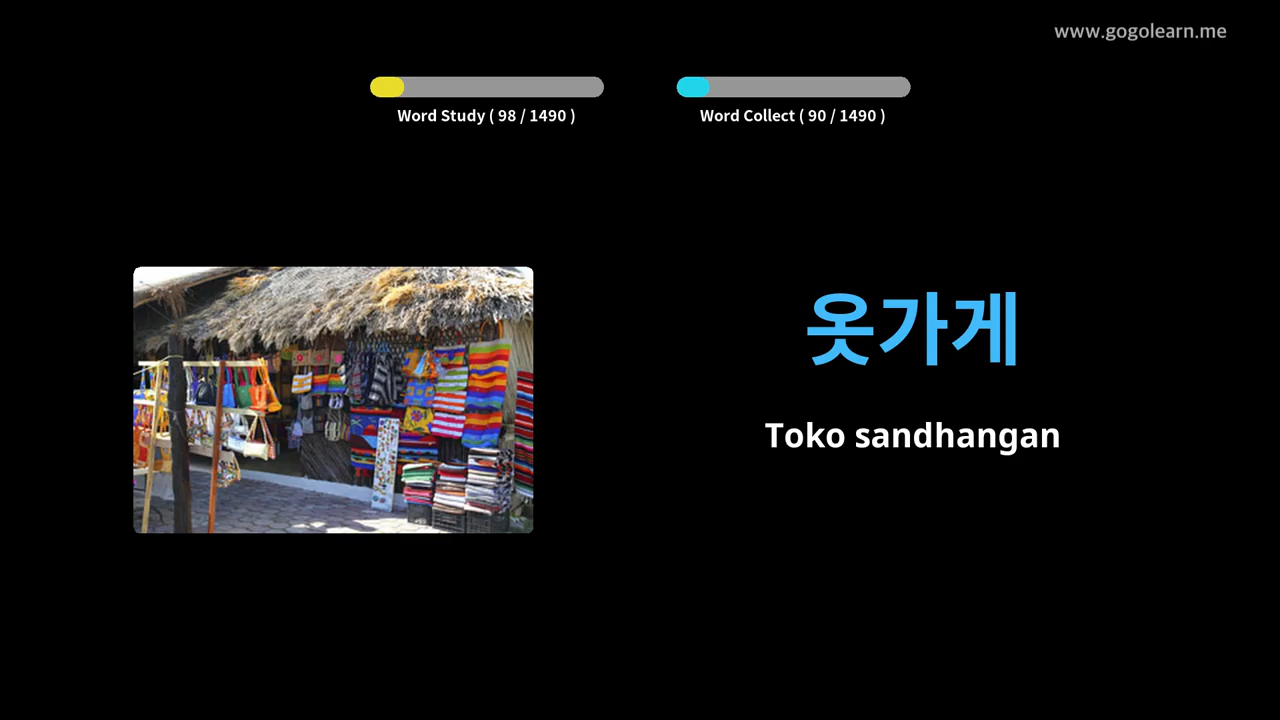 www.gogolearn.me
Word Study ( 98 / 1490 )
Word Collect ( 90 / 1490 )
옷가게
Toko sandhangan